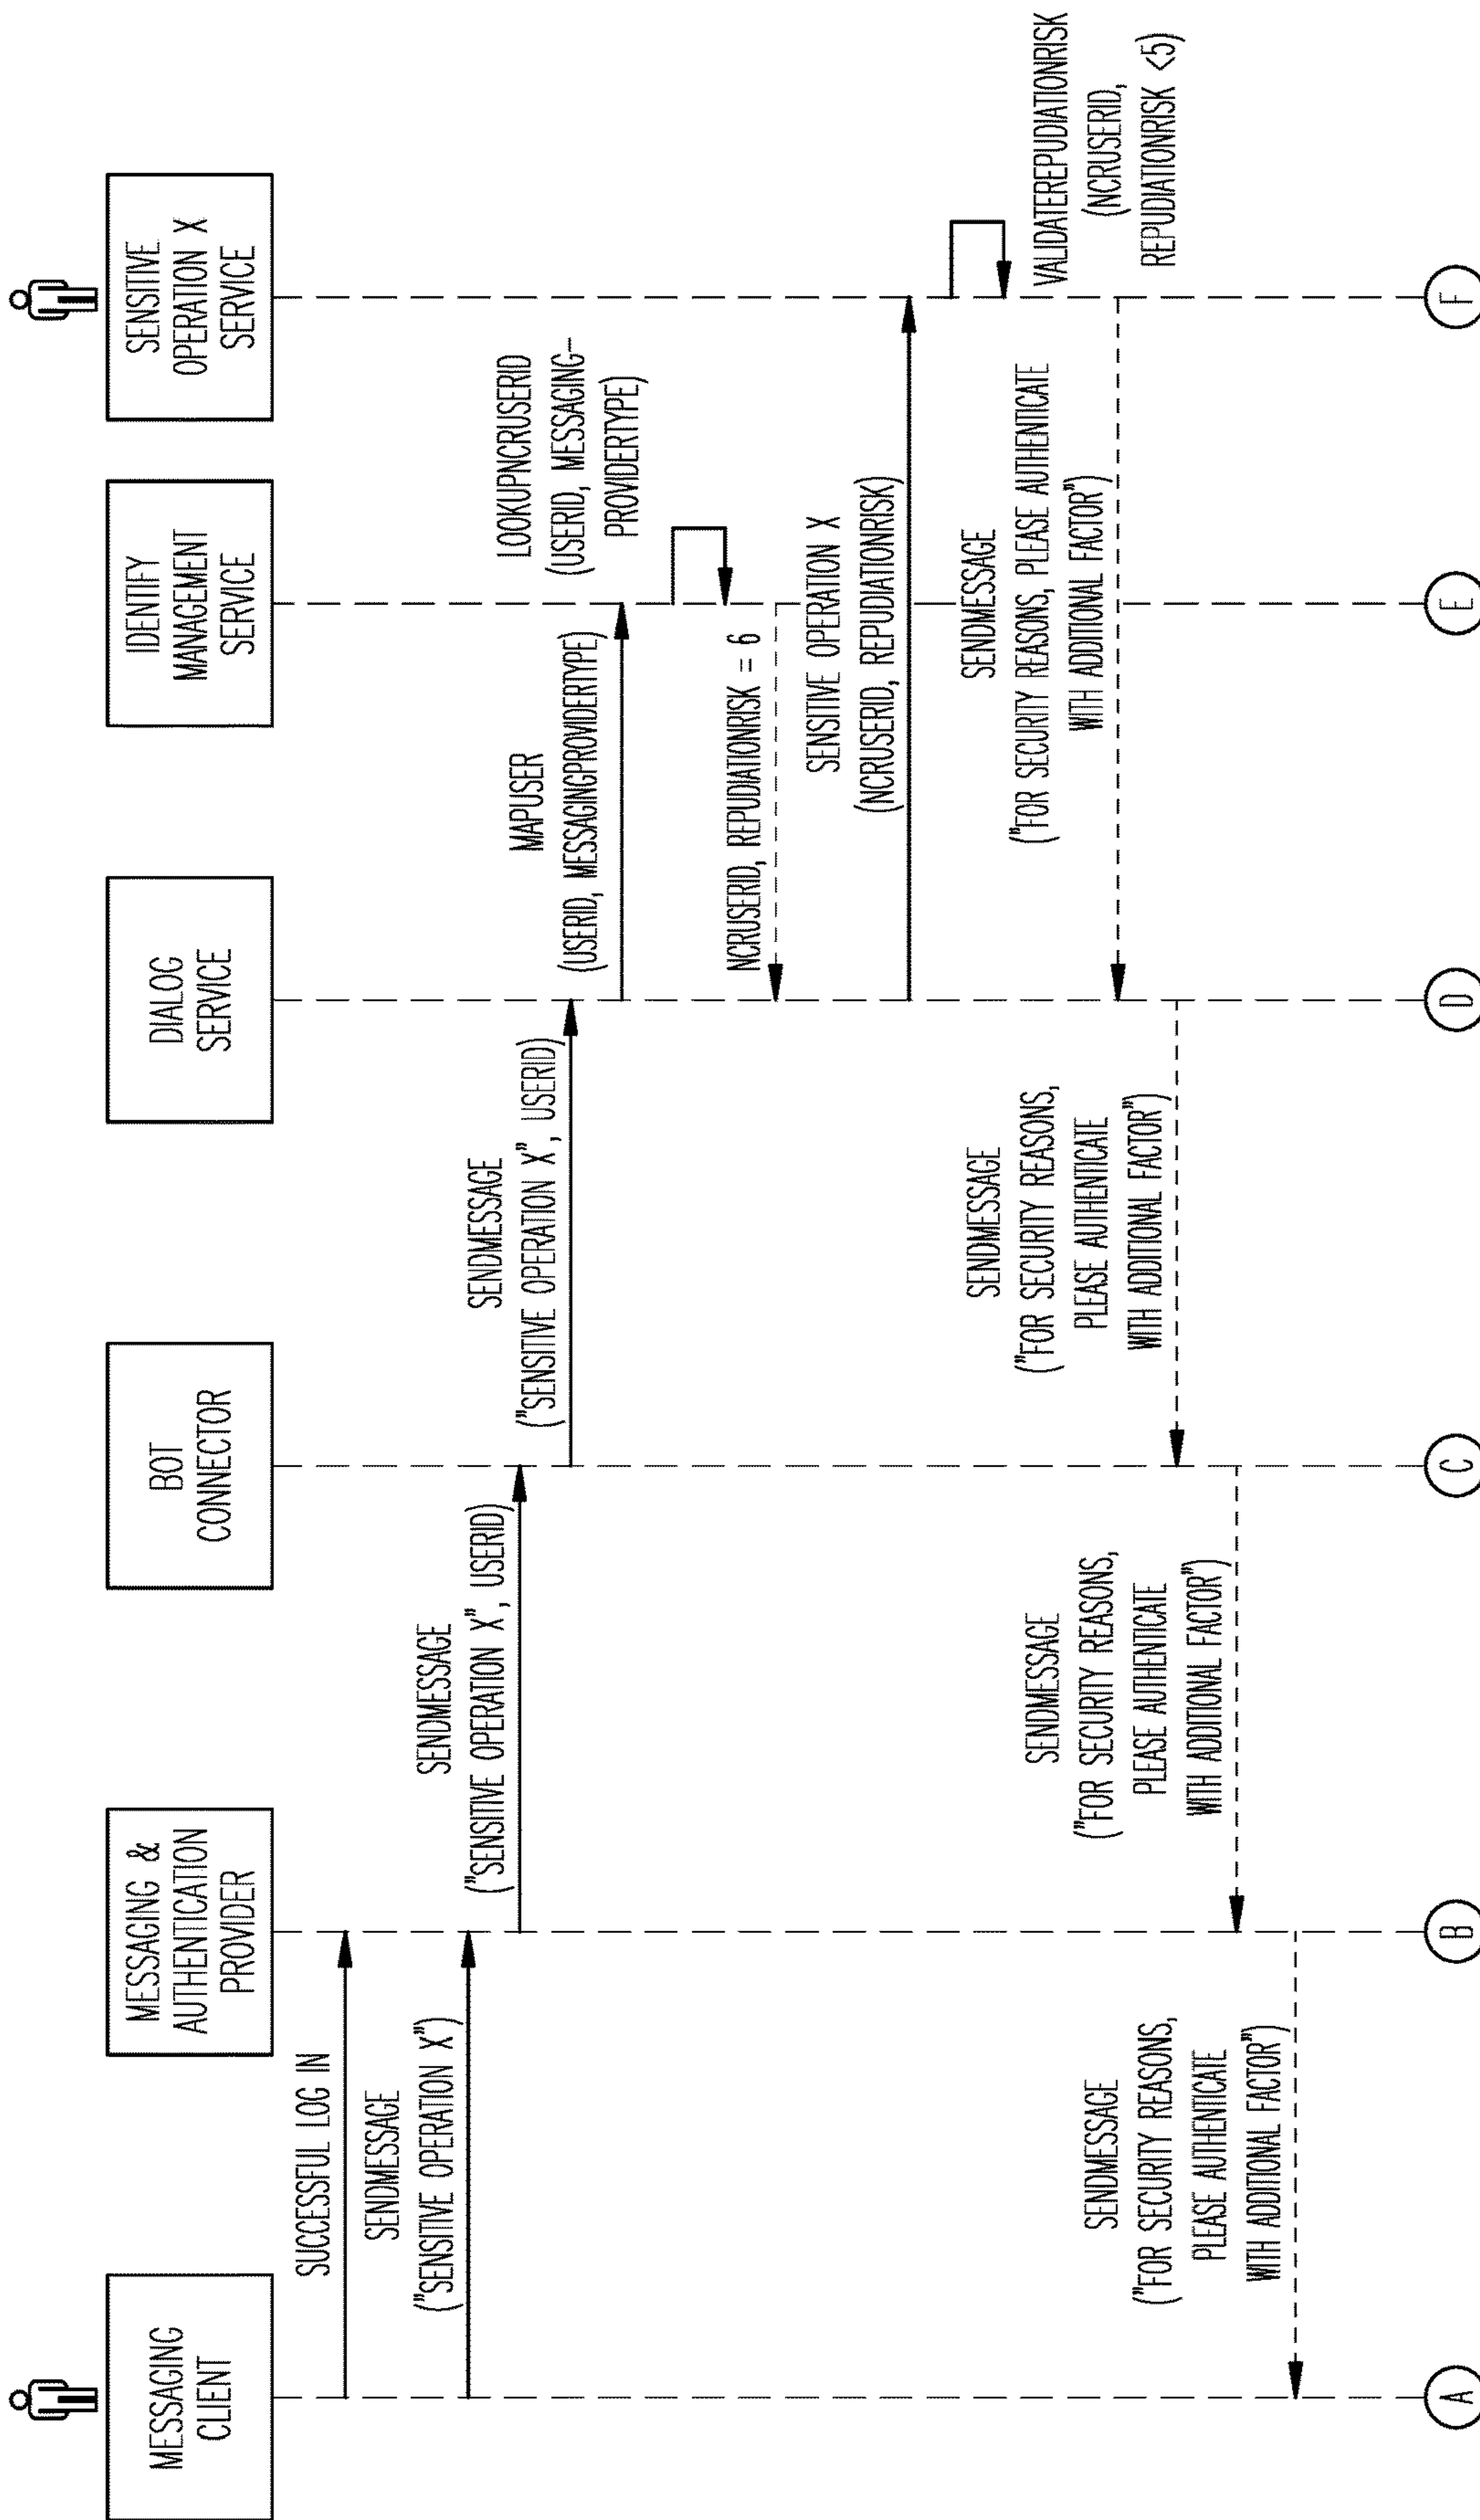 MESSAGING
CLIENT
MESSAGING &
AUTHENTICATION
PROVIDER
BOT
CONNECTOR
DIALOG
SERVICE
IDENTIFY
MANAGEMENT
SERVICE
SENSITIVE
OPERATION X
SERVICE
SUCCESSFUL LOG IN
SENDMESSAGE
("SENSITIVE OPERATION X")
SENDMESSAGE
("SENSITIVE OPERATION X", USERID)
SENDMESSAGE
("SENSITIVE OPERATION X", USERID)
MAPUSER
(USERID, MESSAGINGPROVIDERTYPE)
LOOKUPNCRUSERID
(USERID, MESSAGING-
PROVIDERTYPE)
NCRUSERID, REPUDIATIONRISK = 6
SENSITIVE OPERATION X
(NCRUSERID, REPUDIATIONRISK)
VALIDATEREPUDIATIONRISK
(NCRUSERID,
REPUDIATIONRISK <5)
SENDMESSAGE
("FOR SECURITY REASONS, PLEASE AUTHENTICATE
WITH ADDITIONAL FACTOR")
SENDMESSAGE
("FOR SECURITY REASONS,
PLEASE AUTHENTICATE
WITH ADDITIONAL FACTOR")
SENDMESSAGE
("FOR SECURITY REASONS,
PLEASE AUTHENTICATE
WITH ADDITIONAL FACTOR")
SENDMESSAGE
("FOR SECURITY REASONS,
PLEASE AUTHENTICATE
WITH ADDITIONAL FACTOR")
A
B
C
D
E
F